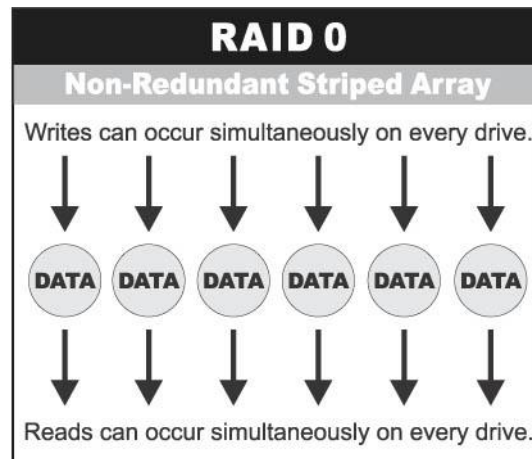 RAID 0
Non-Redundant Striped Array
Writes can occur simultaneously on every drive.
DATA DATA DATA DATA DATA DATA
Reads can occur simultaneously on every drive.